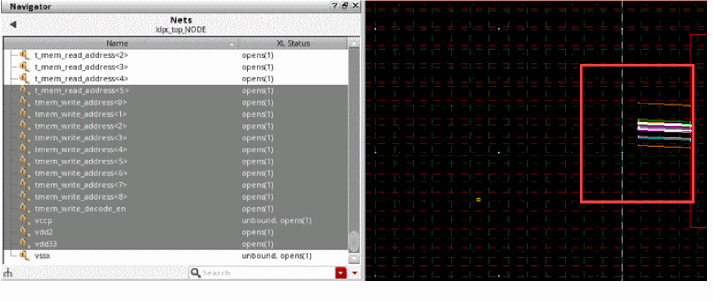 Navigator
Nets
ldpc_top_NODE
Name XL Status
t_mem_read_address<2> opens(1)
t_mem_read_address<3> opens(1)
t_mem_read_address<4> opens(1)
t_mem_read_address<5> opens(1)
tmem_write_address<0> opens(1)
tmem_write_address<1> opens(1)
tmem_write_address<2> opens(1)
tmem_write_address<3> opens(1)
tmem_write_address<4> opens(1)
tmem_write_address<5> opens(1)
tmem_write_address<6> opens(1)
tmem_write_address<7> opens(1)
tmem_write_address<8> opens(1)
tmem_write_decode_en opens(1)
vccp unbound, opens(1)
vdd2 opens(1)
vdd33 opens(1)
vssx unbound, opens(1)
Search